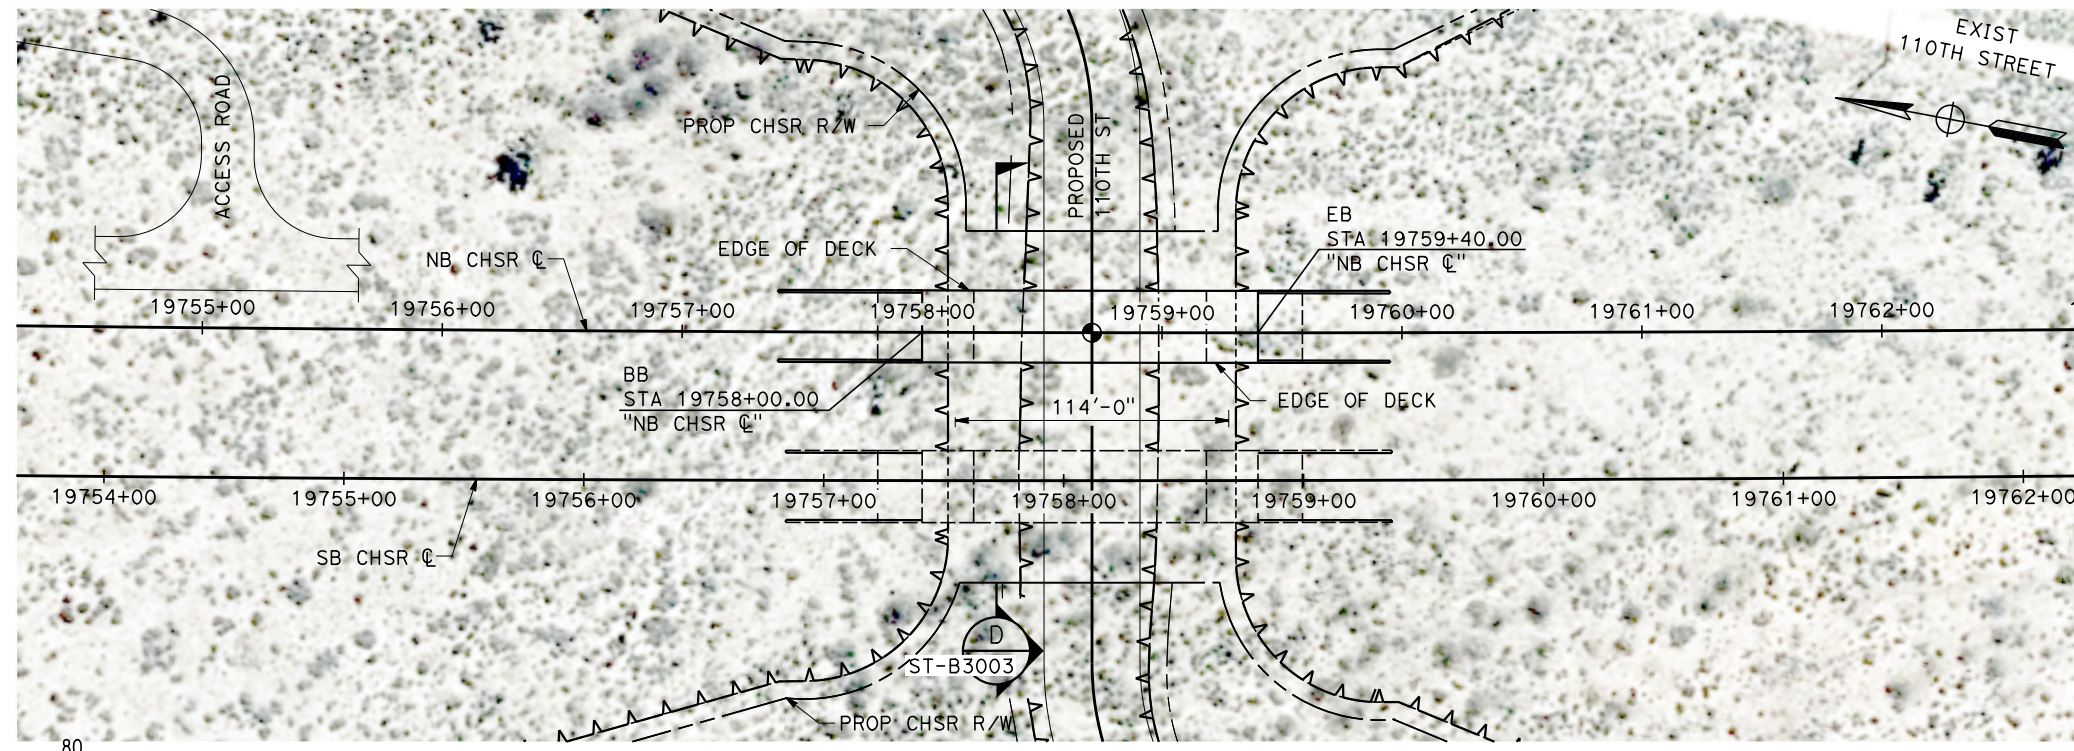 EXIST
110TH STREET
ACCESS ROAD
PROP CHSR R/W
PROPOSED
110TH ST
EB
STA 19759+40.00
"NB CHSR ℄"
EDGE OF DECK
NB CHSR ℄
19755+00
19756+00
19757+00
19758+00
19759+00
19760+00
19761+00
19762+00
BB
STA 19758+00.00
"NB CHSR ℄"
114'-0"
EDGE OF DECK
19754+00
19755+00
19756+00
19757+00
19758+00
19759+00
19760+00
19761+00
19762+00
SB CHSR ℄
D
ST-B3003
PROP CHSR R/W
80